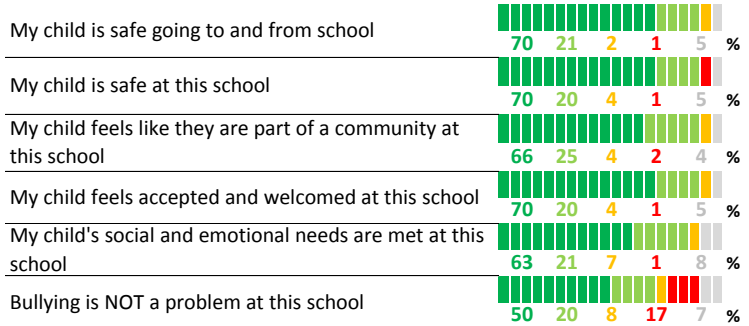 My child is safe going to and from school
70 21 2 1 5 %
My child is safe at this school
70 20 4 1 5 %
My child feels like they are part of a community at
this school
66 25 4 2 4 %
My child feels accepted and welcomed at this school
70 20 4 1 5 %
My child's social and emotional needs are met at this
school
63 21 7 1 8 %
Bullying is NOT a problem at this school
50 20 8 17 7 %